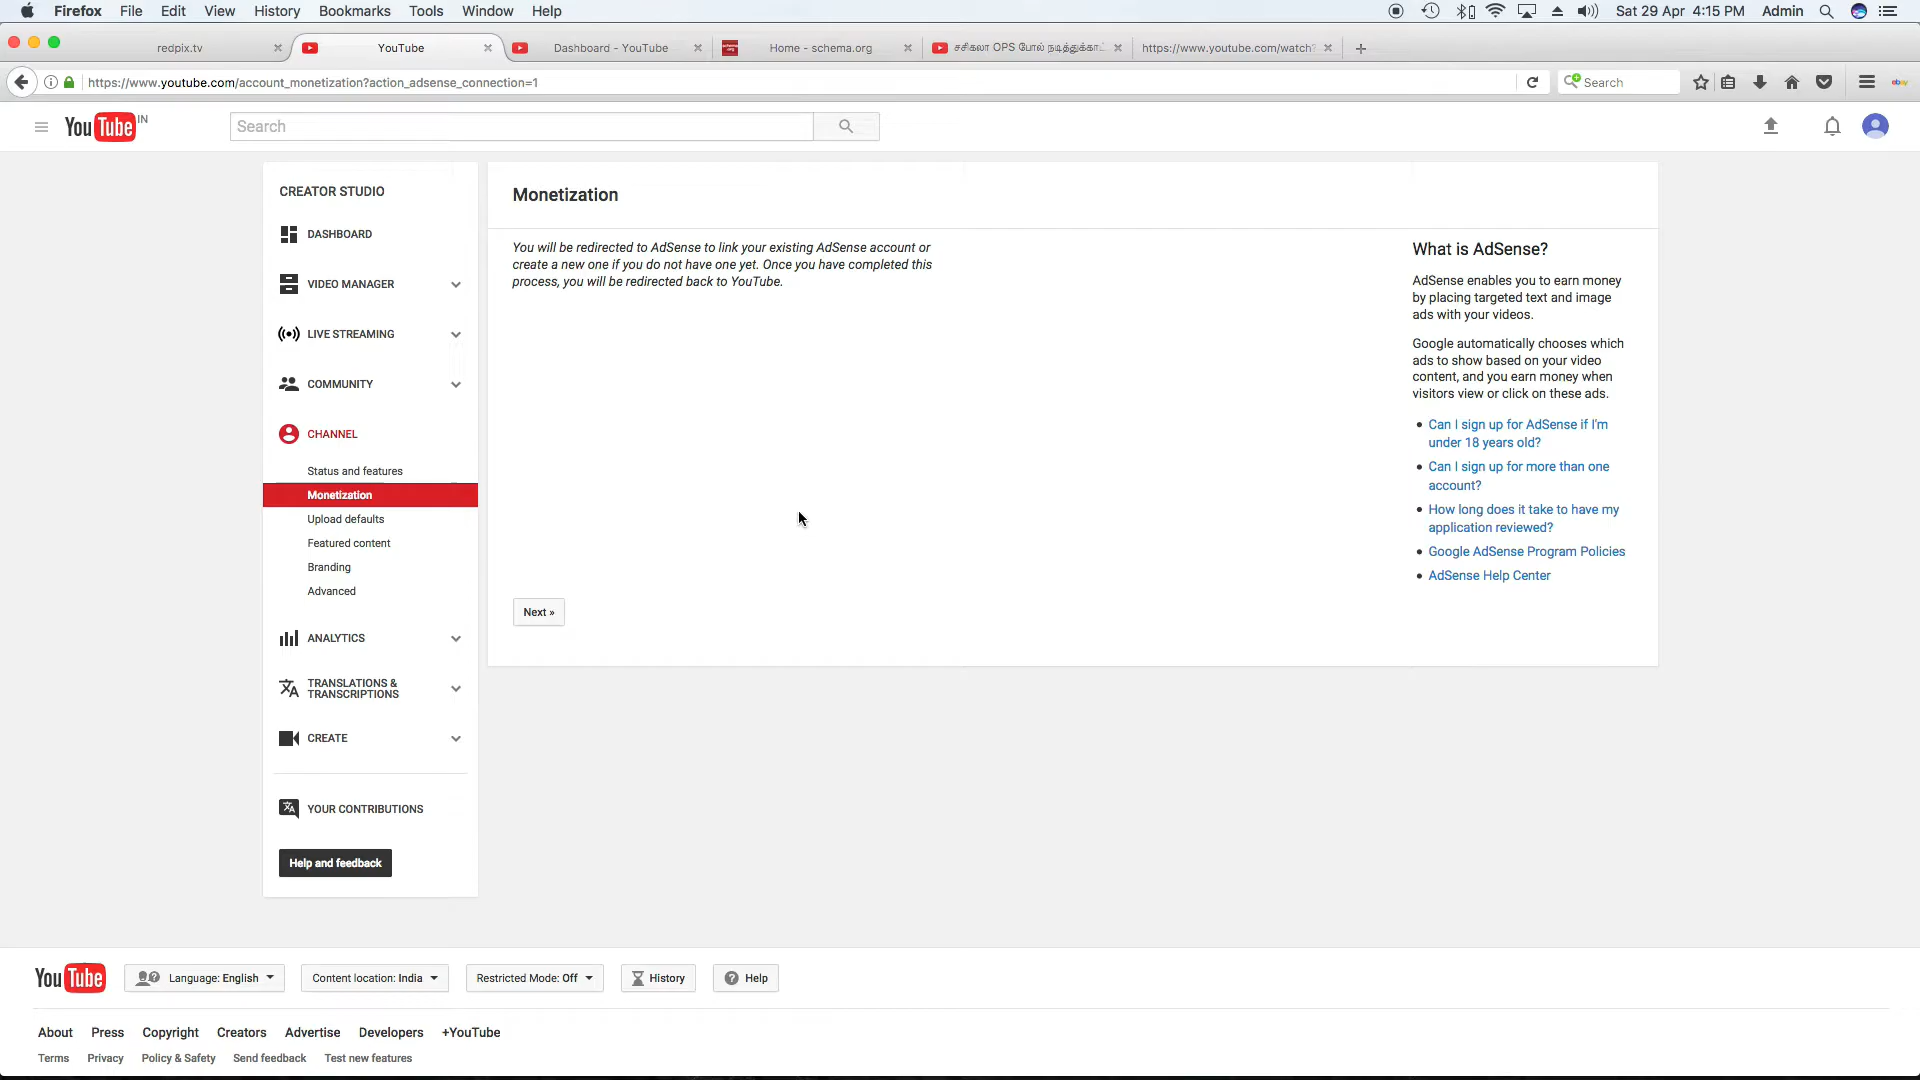 Firefox File Edit View History Bookmarks Tools Window Help Sat 29 Apr 4:15 PM Admin
redpix.tv YouTube Dashboard - YouTube Home - schema.org சசிகலா OPS போல் நடித்துக்காட் https://www.youtube.com/watch?
https://www.youtube.com/account_monetization?action_adsense_connection=1 Search
YouTube IN Search
CREATOR STUDIO
DASHBOARD
VIDEO MANAGER
LIVE STREAMING
COMMUNITY
CHANNEL
Status and features
Monetization
Upload defaults
Featured content
Branding
Advanced
ANALYTICS
TRANSLATIONS &
TRANSCRIPTIONS
CREATE
YOUR CONTRIBUTIONS
Help and feedback
Monetization
You will be redirected to AdSense to link your existing AdSense account or
create a new one if you do not have one yet. Once you have completed this
process, you will be redirected back to YouTube.
Next »
What is AdSense?
AdSense enables you to earn money
by placing targeted text and image
ads with your videos.
Google automatically chooses which
ads to show based on your video
content, and you earn money when
visitors view or click on these ads.
• Can I sign up for AdSense if I'm
under 18 years old?
• Can I sign up for more than one
account?
• How long does it take to have my
application reviewed?
• Google AdSense Program Policies
• AdSense Help Center
YouTube Language: English Content location: India Restricted Mode: Off History Help
About Press Copyright Creators Advertise Developers +YouTube
Terms Privacy Policy & Safety Send feedback Test new features